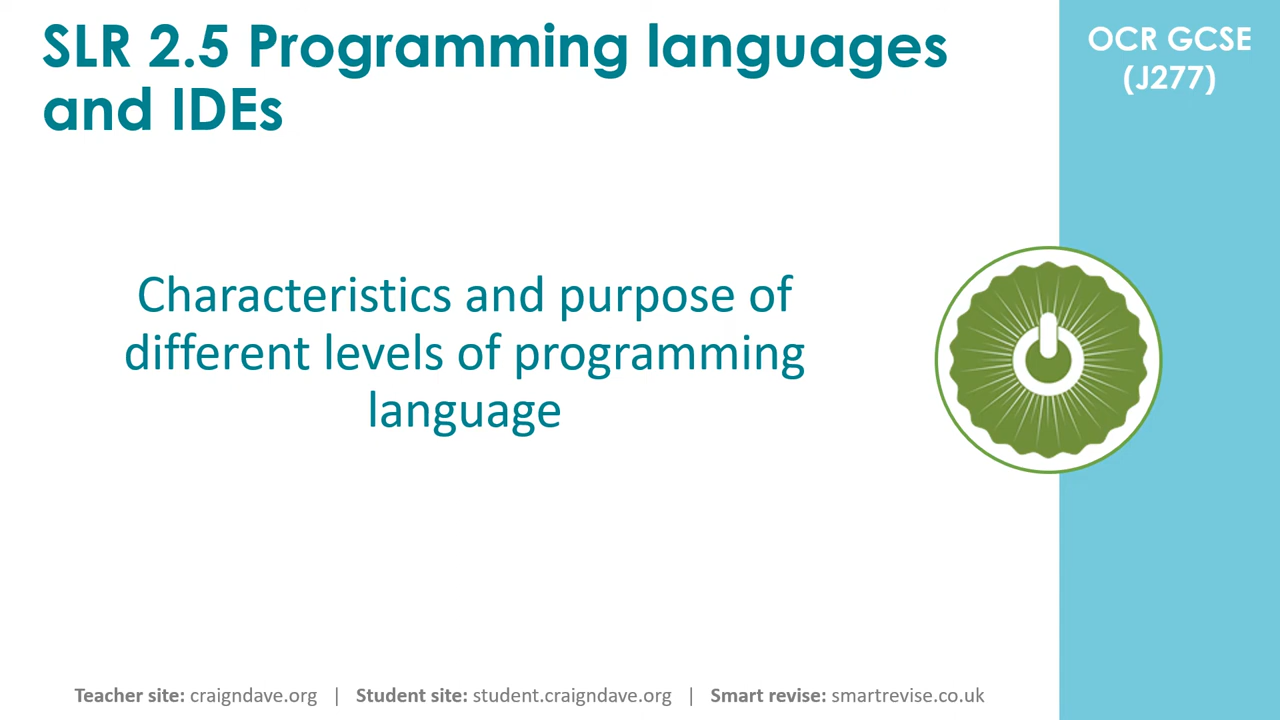 SLR 2.5 Programming languages
and IDEs
OCR GCSE
(J277)
Characteristics and purpose of
different levels of programming
language
Teacher site: craigndave.org | Student site: student.craigndave.org | Smart revise: smartrevise.co.uk